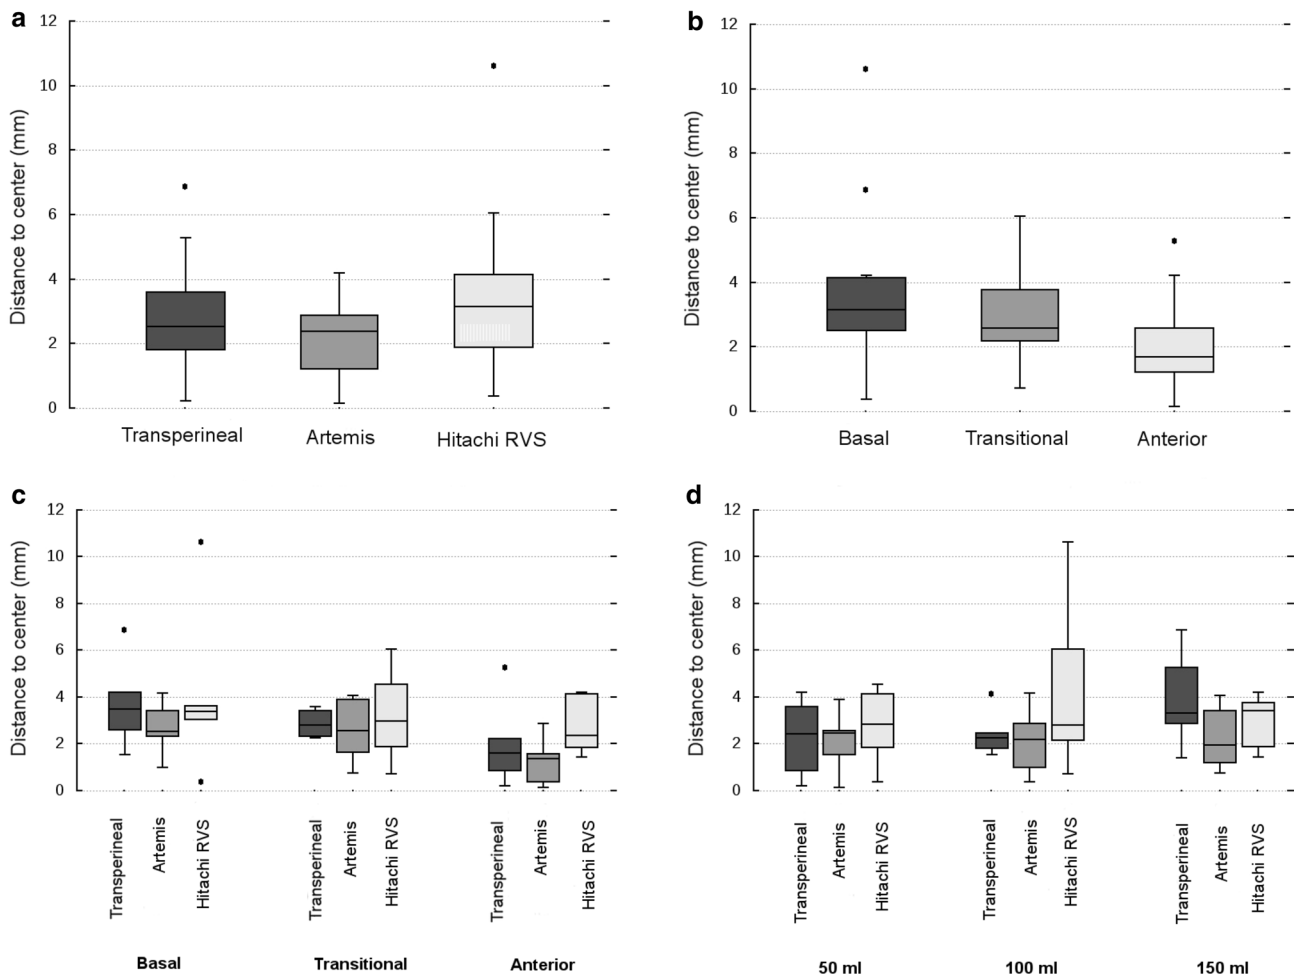 a
12
10
8
6
4
2
0
Distance to center (mm)
Transperineal Artemis Hitachi RVS
b
12
10
8
6
4
2
0
Distance to center (mm)
Basal Transitional Anterior
c
12
10
8
6
4
2
0
Distance to center (mm)
Transperineal
Artemis
Hitachi RVS
Transperineal
Artemis
Hitachi RVS
Transperineal
Artemis
Hitachi RVS
Basal Transitional Anterior
d
12
10
8
6
4
2
0
Distance to center (mm)
Transperineal
Artemis
Hitachi RVS
Transperineal
Artemis
Hitachi RVS
Transperineal
Artemis
Hitachi RVS
50 ml 100 ml 150 ml